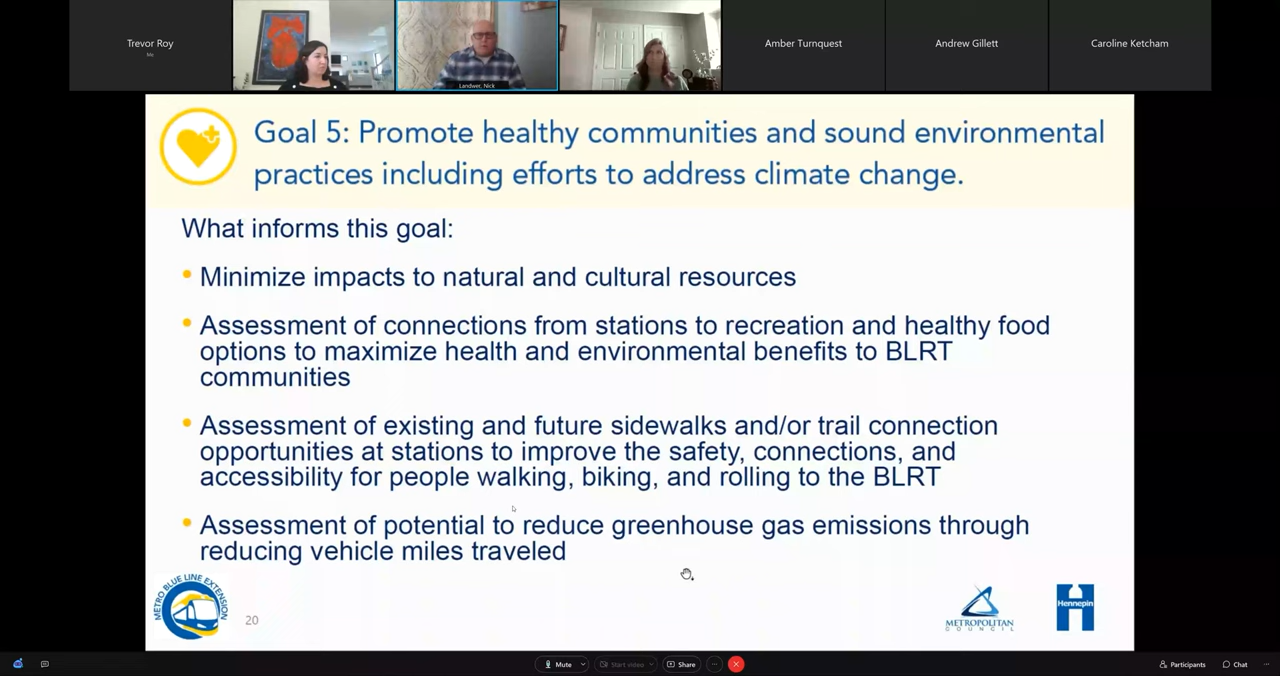 Trevor Roy
Me
Landwer, Nick
Amber Turnquest
Andrew Gillett
Caroline Ketcham
Goal 5: Promote healthy communities and sound environmental
practices including efforts to address climate change.
What informs this goal:
• Minimize impacts to natural and cultural resources
• Assessment of connections from stations to recreation and healthy food
options to maximize health and environmental benefits to BLRT
communities
• Assessment of existing and future sidewalks and/or trail connection
opportunities at stations to improve the safety, connections, and
accessibility for people walking, biking, and rolling to the BLRT
• Assessment of potential to reduce greenhouse gas emissions through
reducing vehicle miles traveled
METRO BLUE LINE EXTENSION
20
METROPOLITAN
COUNCIL
Hennepin
Mute
Start video
Share
Participants
Chat